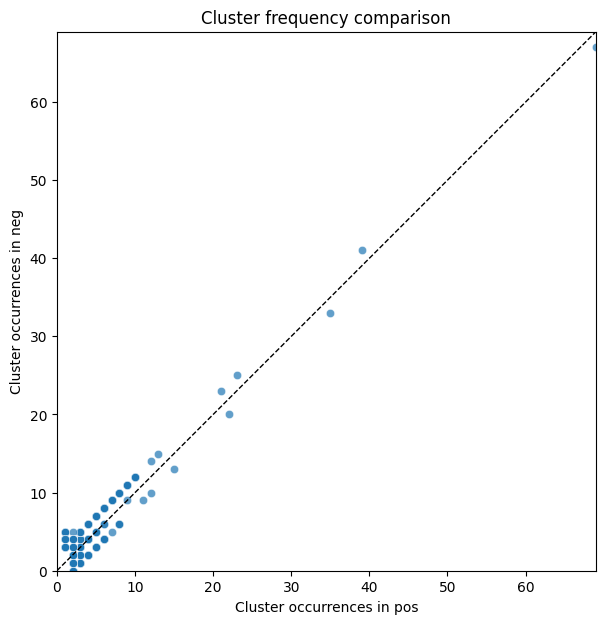 Cluster frequency comparison
Cluster occurrences in neg
60
50
40
30
20
10
0
0 10 20 30 40 50 60
Cluster occurrences in pos